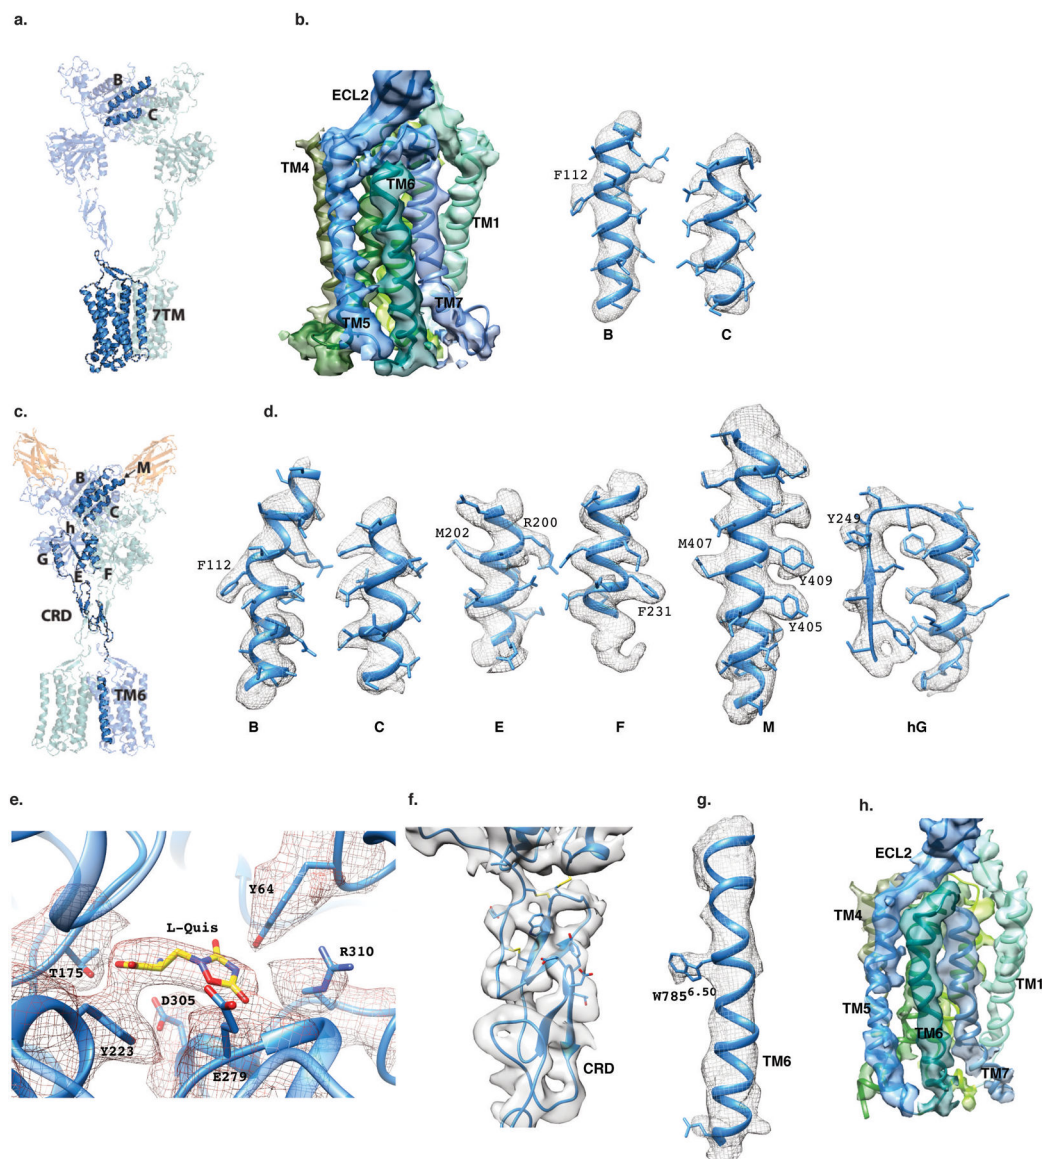 a.
B
C
7TM
b.
ECL2
TM4
TM6
TM1
TM7
TM5
F112
B
C
c.
B
M
C
h
G
E
F
CRD
TM6
d.
F112
B
C
M202
R200
E
F231
F
M407
Y409
Y405
M
Y249
hG
e.
Y64
L-Quis
T175
R310
D305
Y223
E279
f.
CRD
g.
W785^6.50
TM6
h.
ECL2
TM4
TM1
TM5
TM6
TM7